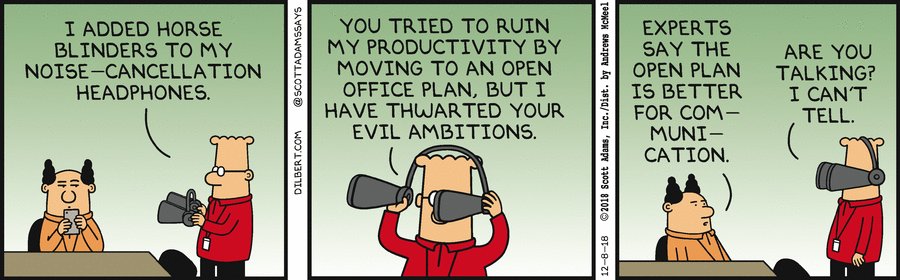 I ADDED HORSE
BLINDERS TO MY
NOISE-CANCELLATION
HEADPHONES.
DILBERT.COM @SCOTTADAMSSAYS
YOU TRIED TO RUIN
MY PRODUCTIVITY BY
MOVING TO AN OPEN
OFFICE PLAN, BUT I
HAVE THWARTED YOUR
EVIL AMBITIONS.
12-8-18 ©2018 Scott Adams, Inc./Dist. by Andrews McMeel
EXPERTS
SAY THE
OPEN PLAN
IS BETTER
FOR COM-
MUNI-
CATION.
ARE YOU
TALKING?
I CAN'T
TELL.